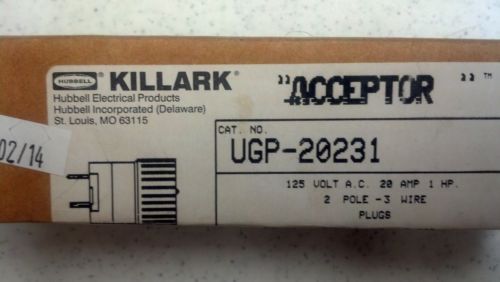 HUBBELL
KILLARK®
Hubbell Electrical Products
Hubbell Incorporated (Delaware)
St. Louis, MO 63115
"ACCEPTOR" ™
CAT. NO.
UGP-20231
02/14
125 VOLT A.C. 20 AMP 1 HP.
2 POLE -3 WIRE
PLUGS